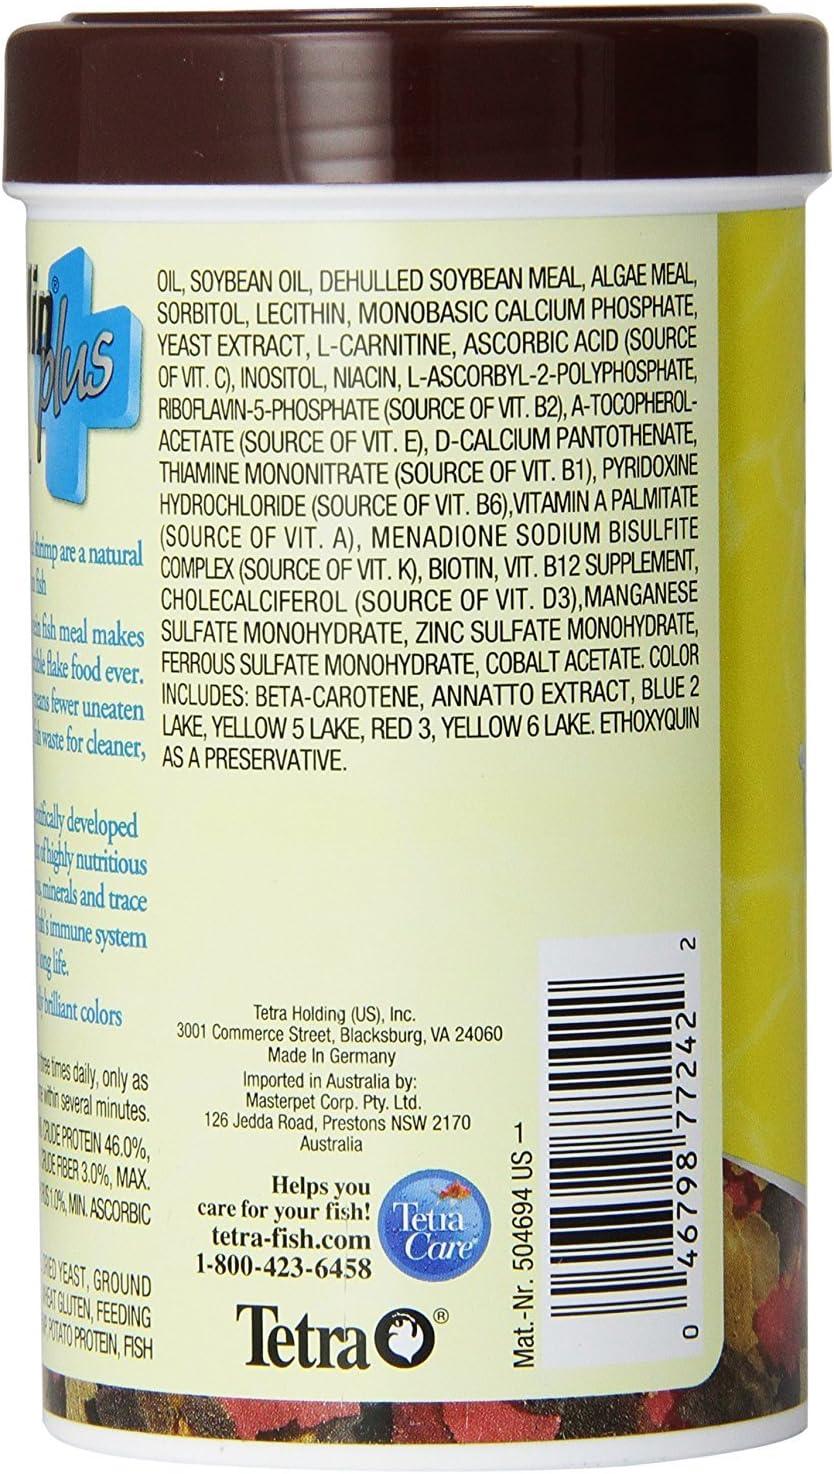 plus
shrimp are a natural
fish
fish meal makes
flake food ever.
means fewer uneaten
waste for cleaner,
developed
of highly nutritious
minerals and trace
immune system
long life.
brilliant colors
three times daily, only as
within several minutes.
CRUDE PROTEIN 46.0%,
FIBER 3.0%, MAX.
1.0%, MIN. ASCORBIC
YEAST, GROUND
GLUTEN, FEEDING
POTATO PROTEIN, FISH
OIL, SOYBEAN OIL, DEHULLED SOYBEAN MEAL, ALGAE MEAL,
SORBITOL, LECITHIN, MONOBASIC CALCIUM PHOSPHATE,
YEAST EXTRACT, L-CARNITINE, ASCORBIC ACID (SOURCE
OF VIT. C), INOSITOL, NIACIN, L-ASCORBYL-2-POLYPHOSPHATE,
RIBOFLAVIN-5-PHOSPHATE (SOURCE OF VIT. B2), A-TOCOPHEROL-
ACETATE (SOURCE OF VIT. E), D-CALCIUM PANTOTHENATE,
THIAMINE MONONITRATE (SOURCE OF VIT. B1), PYRIDOXINE
HYDROCHLORIDE (SOURCE OF VIT. B6),VITAMIN A PALMITATE
(SOURCE OF VIT. A), MENADIONE SODIUM BISULFITE
COMPLEX (SOURCE OF VIT. K), BIOTIN, VIT. B12 SUPPLEMENT,
CHOLECALCIFEROL (SOURCE OF VIT. D3),MANGANESE
SULFATE MONOHYDRATE, ZINC SULFATE MONOHYDRATE,
FERROUS SULFATE MONOHYDRATE, COBALT ACETATE. COLOR
INCLUDES: BETA-CAROTENE, ANNATTO EXTRACT, BLUE 2
LAKE, YELLOW 5 LAKE, RED 3, YELLOW 6 LAKE. ETHOXYQUIN
AS A PRESERVATIVE.
Tetra Holding (US), Inc.
3001 Commerce Street, Blacksburg, VA 24060
Made In Germany
Imported in Australia by:
Masterpet Corp. Pty. Ltd.
126 Jedda Road, Prestons NSW 2170
Australia
Helps you
care for your fish!
tetra-fish.com
1-800-423-6458
Tetra
Care®
Tetra®
Mat.-Nr. 504694 US – 1
0 46798 77242 2